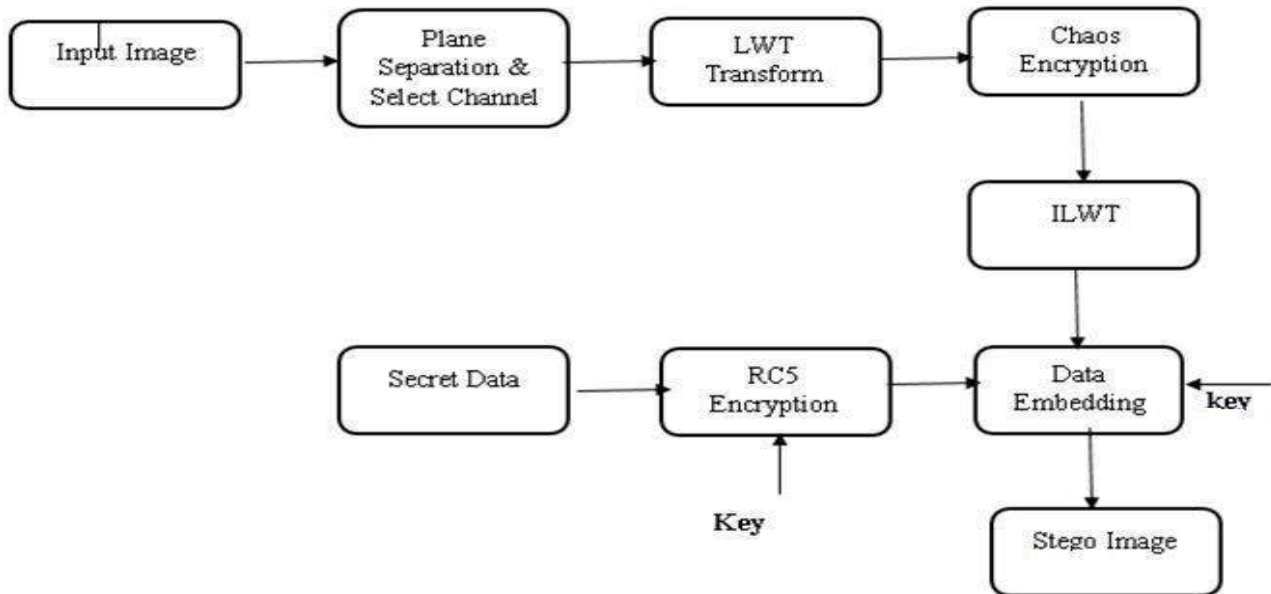 Input Image
Plane
Separation &
Select Channel
LWT
Transform
Chaos
Encryption
ILWT
Secret Data
RC5
Encryption
Data
Embedding
key
Key
Stego Image